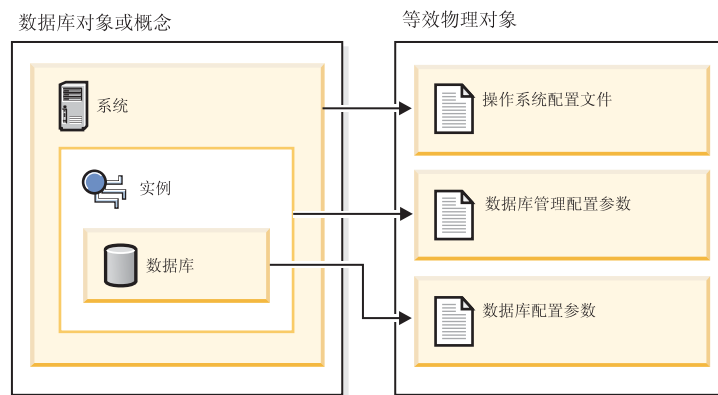 数据库对象或概念
等效物理对象
系统
操作系统配置文件
实例
数据库管理配置参数
数据库
数据库配置参数